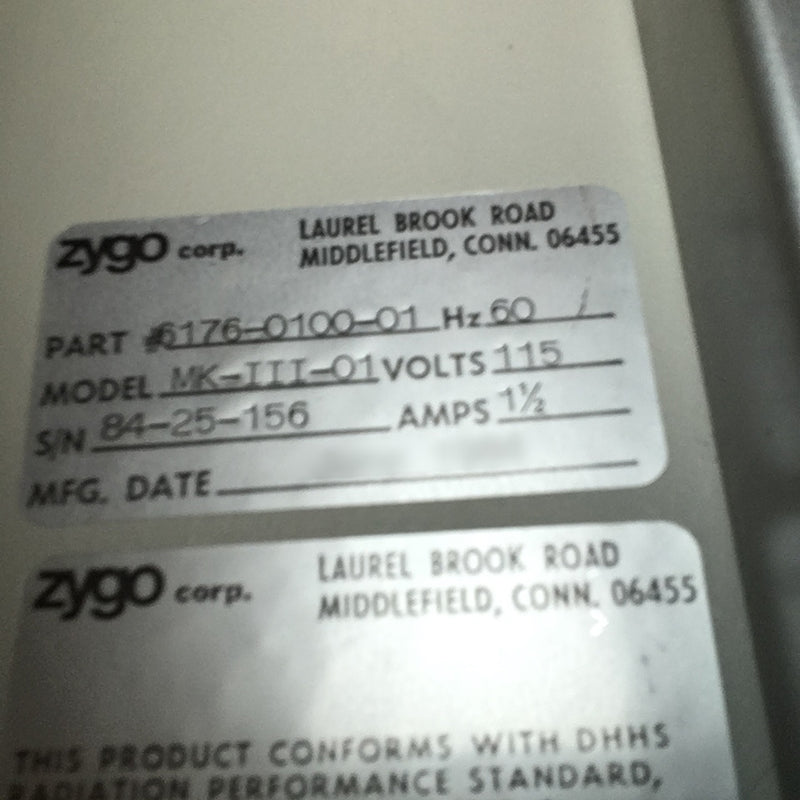 zygo corp. LAUREL BROOK ROAD
MIDDLEFIELD, CONN. 06455
PART #6176-0100-01 Hz 60
MODEL MK-III-01 VOLTS 115
S/N 84-25-156 AMPS 1½
MFG. DATE
zygo corp. LAUREL BROOK ROAD
MIDDLEFIELD, CONN. 06455
THIS PRODUCT CONFORMS WITH DHHS
RADIATION PERFORMANCE STANDARD,